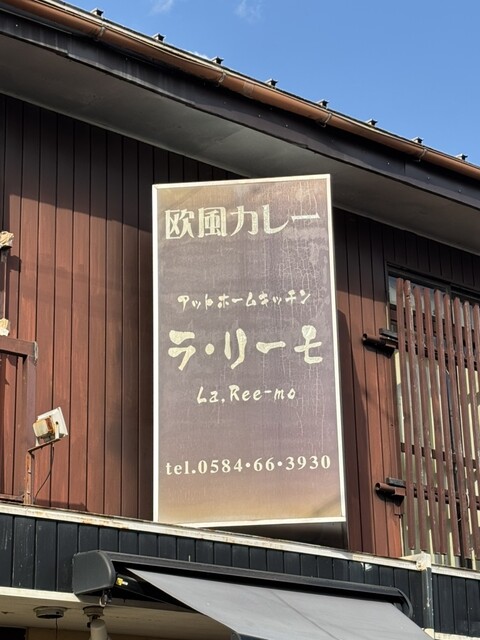 欧風カレー
アットホームキッチン
ラ・リーモ
La.Ree-mo
tel.0584・66・3930